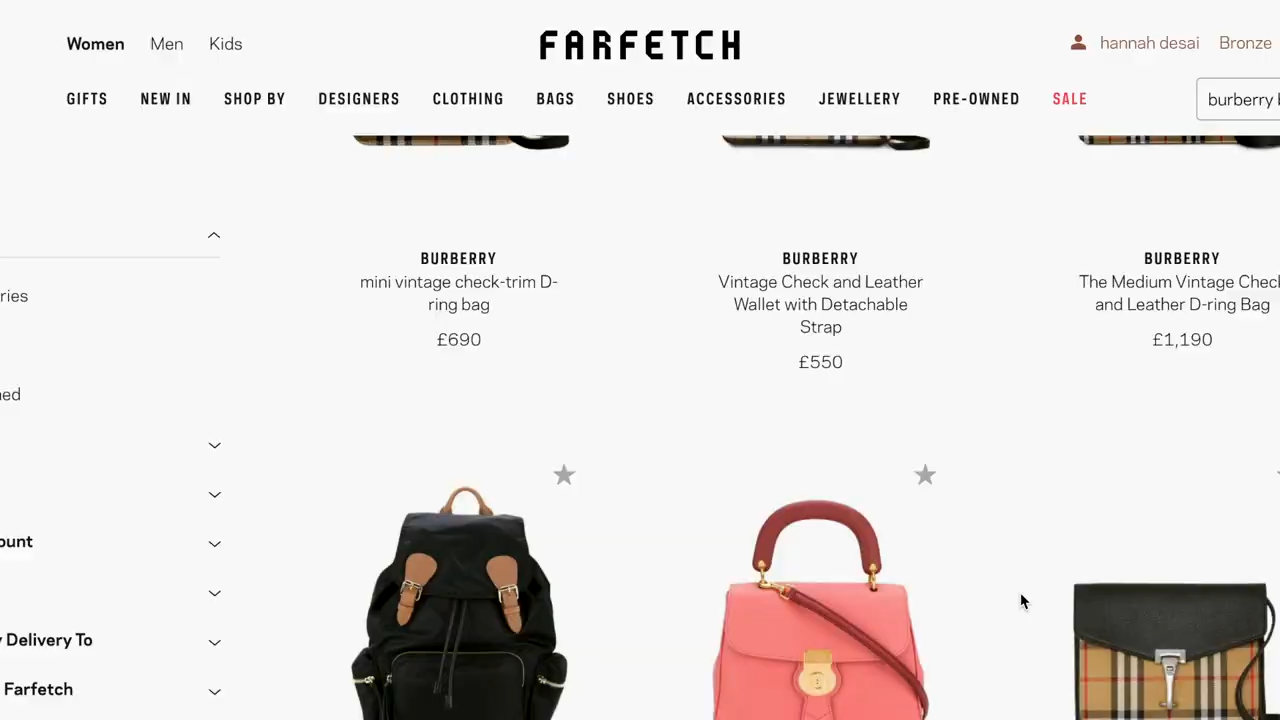 Women Men Kids
FARFETCH
hannah desai Bronze
GIFTS NEW IN SHOP BY DESIGNERS CLOTHING BAGS SHOES ACCESSORIES JEWELLERY PRE-OWNED SALE
burberry b
BURBERRY
mini vintage check-trim D-
ring bag
£690
BURBERRY
Vintage Check and Leather
Wallet with Detachable
Strap
£550
BURBERRY
The Medium Vintage Check
and Leather D-ring Bag
£1,190
ries
ned
ount
y Delivery To
Farfetch